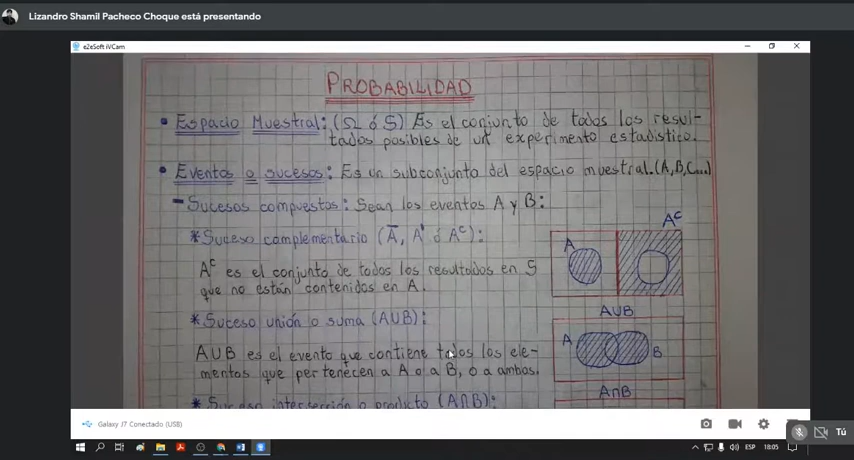 Lizandro Shamil Pacheco Choque está presentando
e2eSoft iVCam
PROBABILIDAD
• Espacio Muestral: (Ω ó S) Es el conjunto de todos los resul-
tados posibles de un experimento estadístico.
• Eventos o sucesos: Es un subconjunto del espacio muestral. (A, B, C....)
- Sucesos compuestos: Sean los eventos A y B:
* Suceso complementario (A̅, A' ó Aᶜ):
Aᶜ
A
Aᶜ es el conjunto de todos los resultados en S
que no están contenidos en A.
* Suceso unión o suma (AUB):
AUB
AUB es el evento que contiene todos los ele-
mentos que pertenecen a A o a B, o a ambos.
A
B
A∩B
* Suceso intersección o producto (A∩B):
Galaxy J7 Conectado (USB)
Tú
ESP
18:05